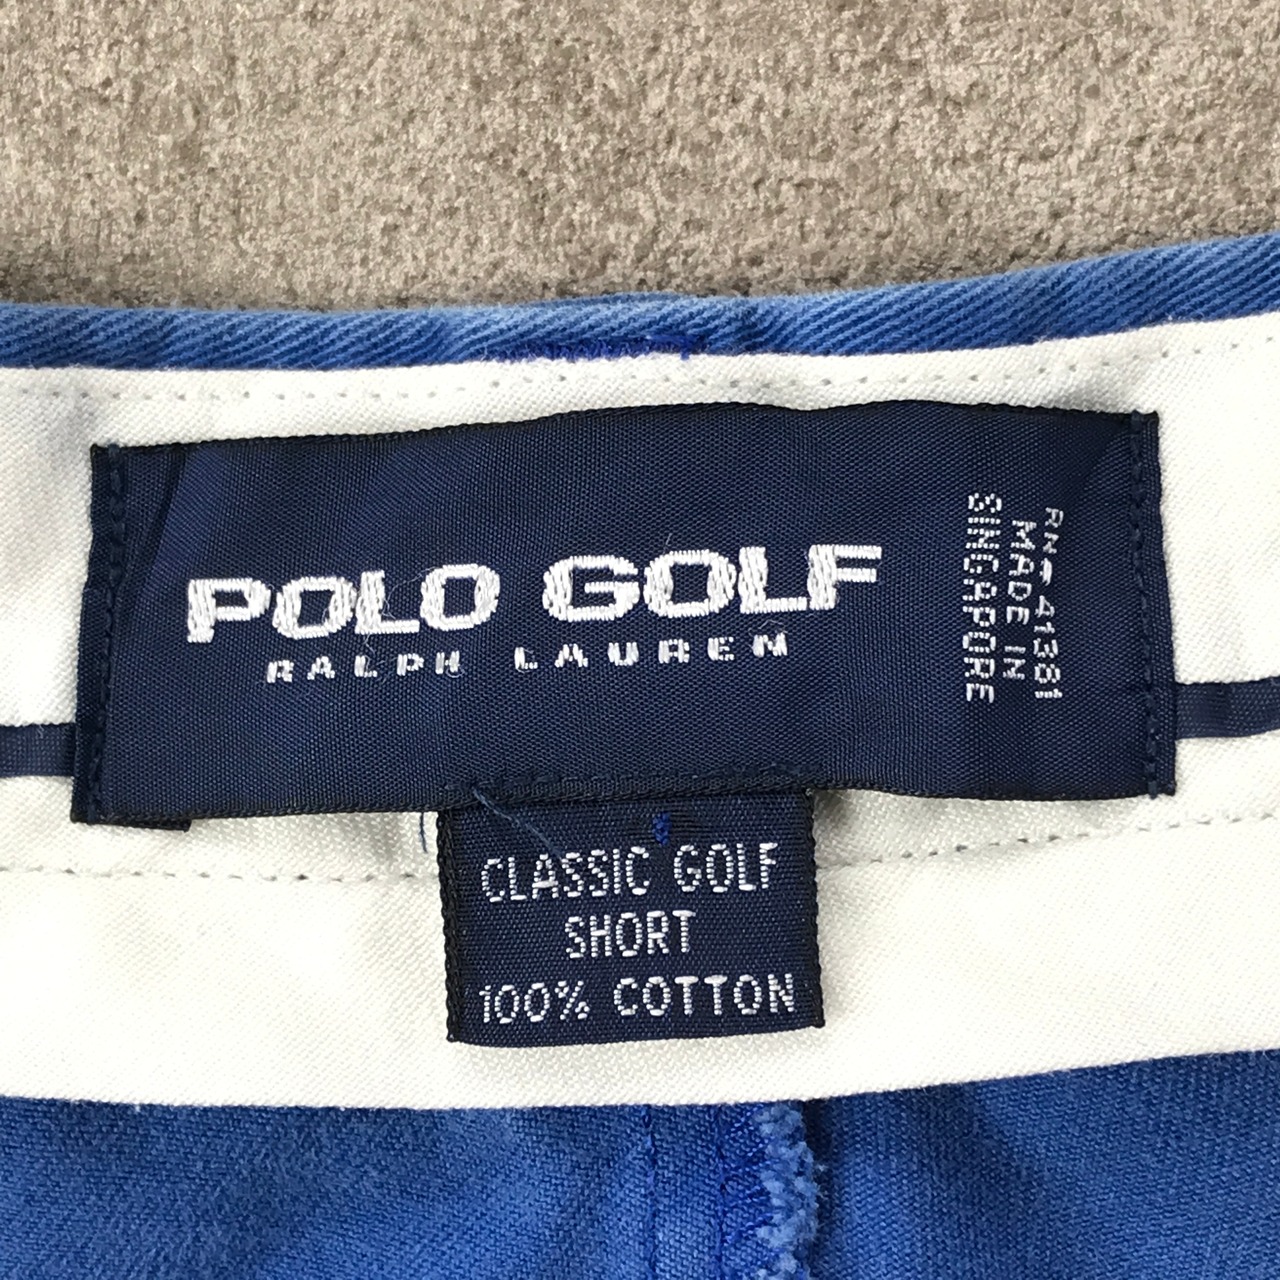 POLO GOLF
RALPH LAUREN
RN-41381
MADE IN
SINGAPORE
CLASSIC GOLF
SHORT
100% COTTON